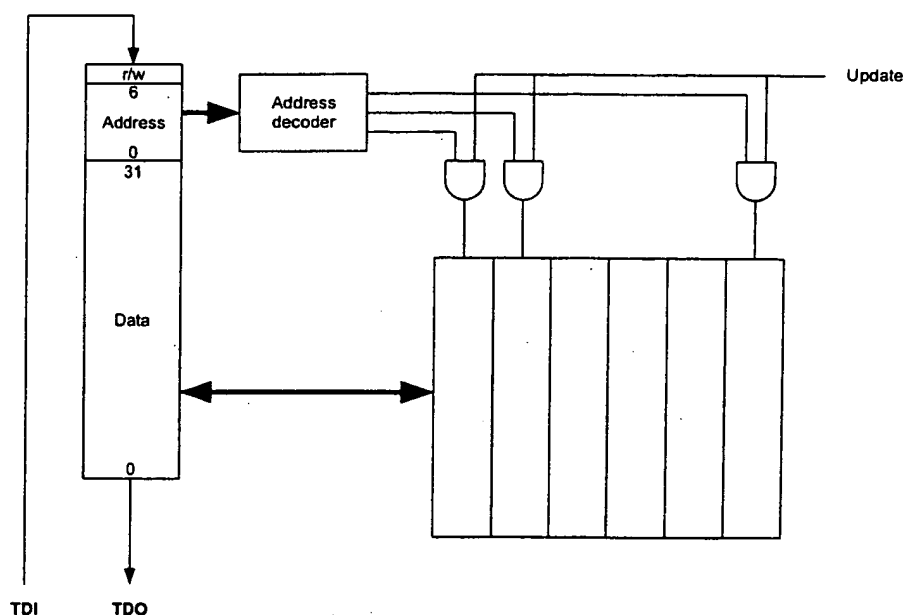 r/w
6
Address
0
31
Data
0
Address
decoder
Update
TDI
TDO